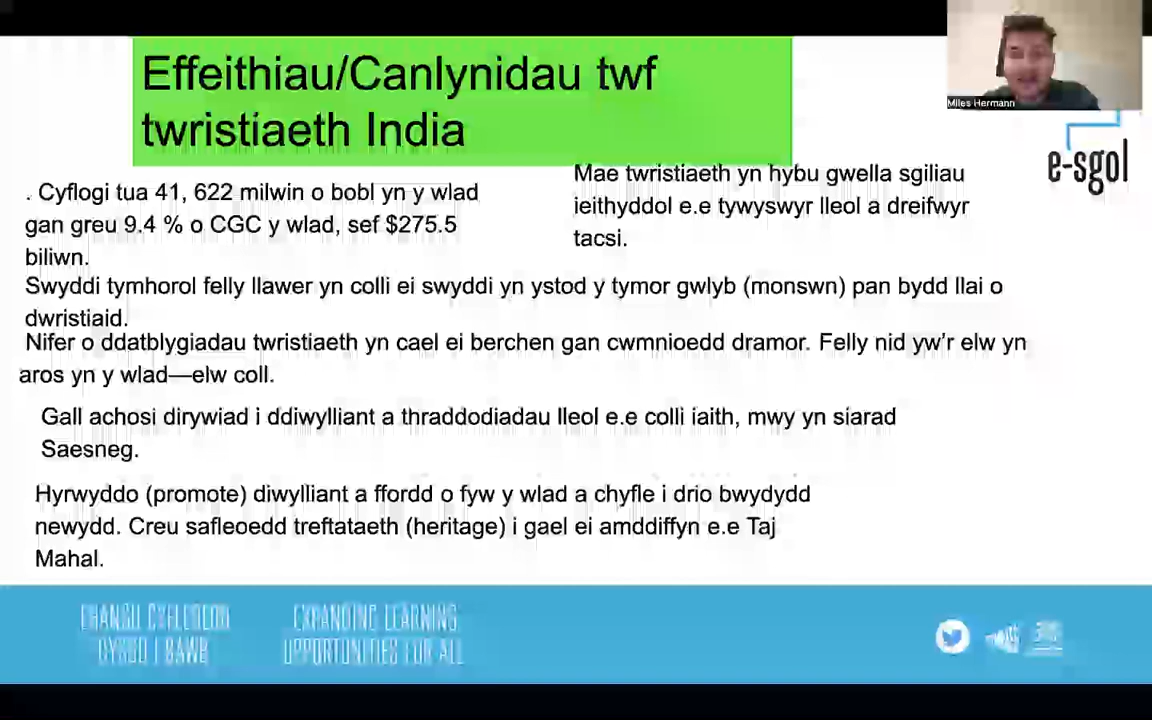 Effeithiau/Canlynidau twf
twristiaeth India
Miles Hermann
e-sgol
. Cyflogi tua 41, 622 milwin o bobl yn y wlad
gan greu 9.4 % o CGC y wlad, sef $275.5
biliwn.
Mae twristiaeth yn hybu gwella sgiliau
ieithyddol e.e tywyswyr lleol a dreifwyr
tacsi.
Swyddi tymhorol felly llawer yn colli ei swyddi yn ystod y tymor gwlyb (monswn) pan bydd llai o
dwristiaid.
Nifer o ddatblygiadau twristiaeth yn cael ei berchen gan cwmnioedd dramor. Felly nid yw’r elw yn
aros yn y wlad—elw coll.
Gall achosi dirywiad i ddiwylliant a thraddodiadau lleol e.e colli iaith, mwy yn siarad
Saesneg.
Hyrwyddo (promote) diwylliant a ffordd o fyw y wlad a chyfle i drio bwydydd
newydd. Creu safleoedd treftataeth (heritage) i gael ei amddiffyn e.e Taj
Mahal.
EHANGU CYFLEOEDD
DYSGU I BAWB
EXPANDING LEARNING
OPPORTUNITIES FOR ALL